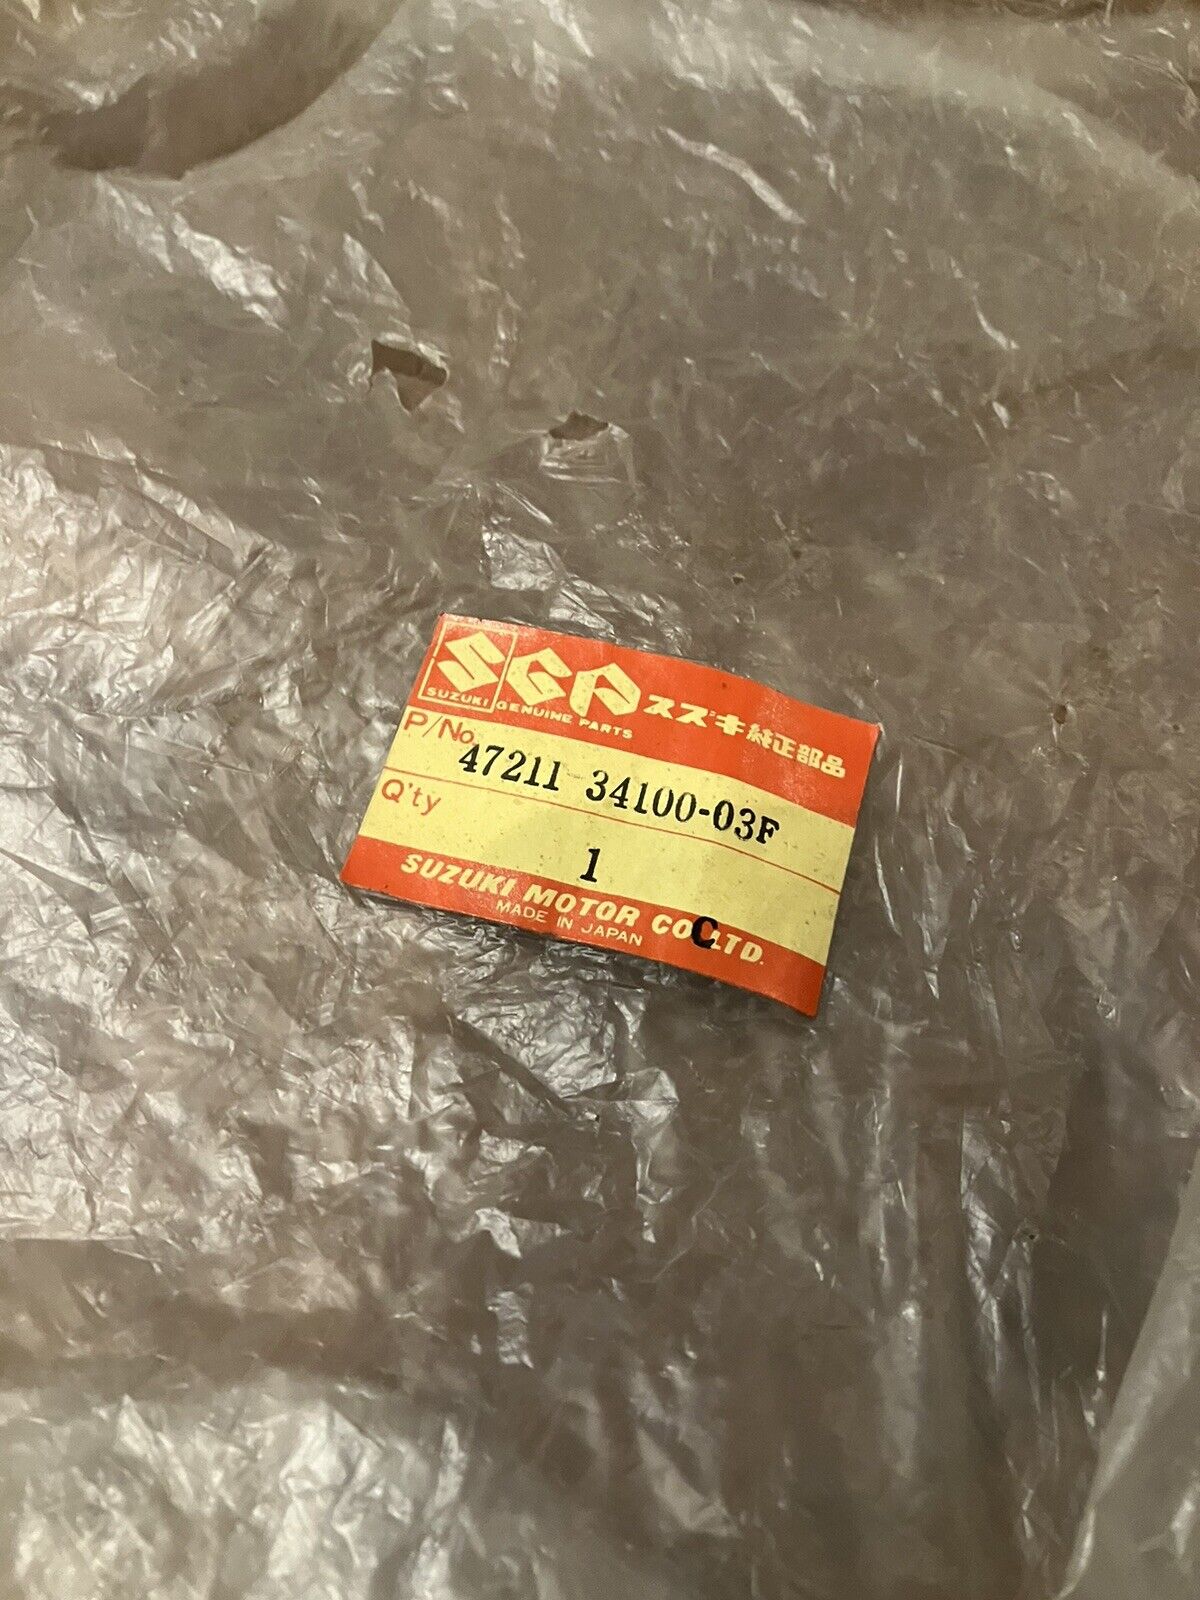 SGP スズキ純正部品
SUZUKI GENUINE PARTS
P/No. 47211-34100-03F
Q'ty 1
SUZUKI MOTOR CO., LTD.
MADE IN JAPAN C